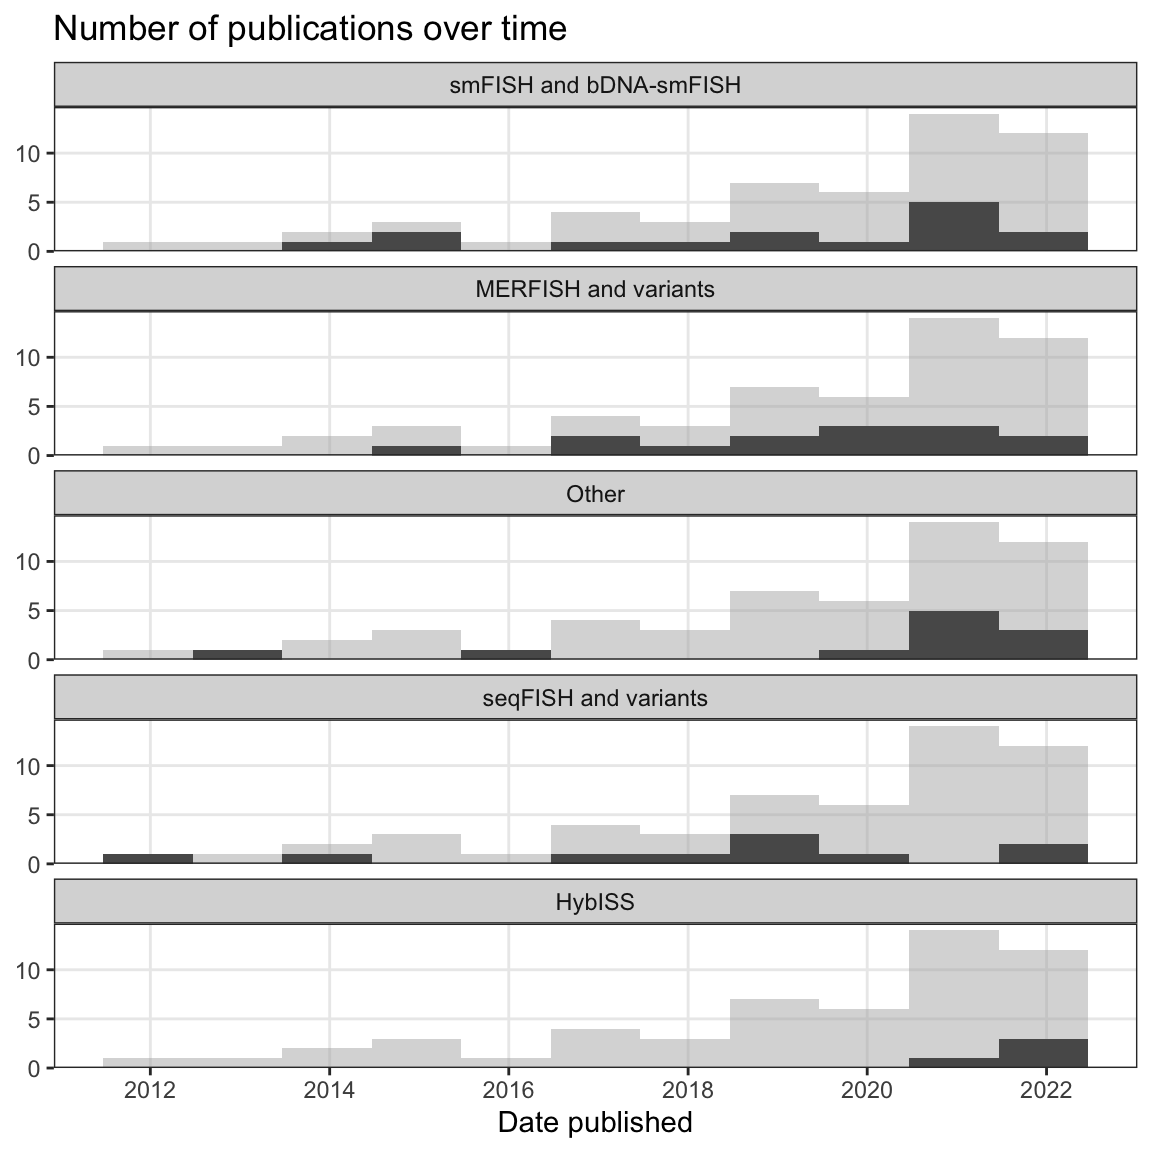 Number of publications over time
smFISH and bDNA-smFISH
10
5
0
MERFISH and variants
10
5
0
Other
10
5
0
seqFISH and variants
10
5
0
HybISS
10
5
0
2012 2014 2016 2018 2020 2022
Date published